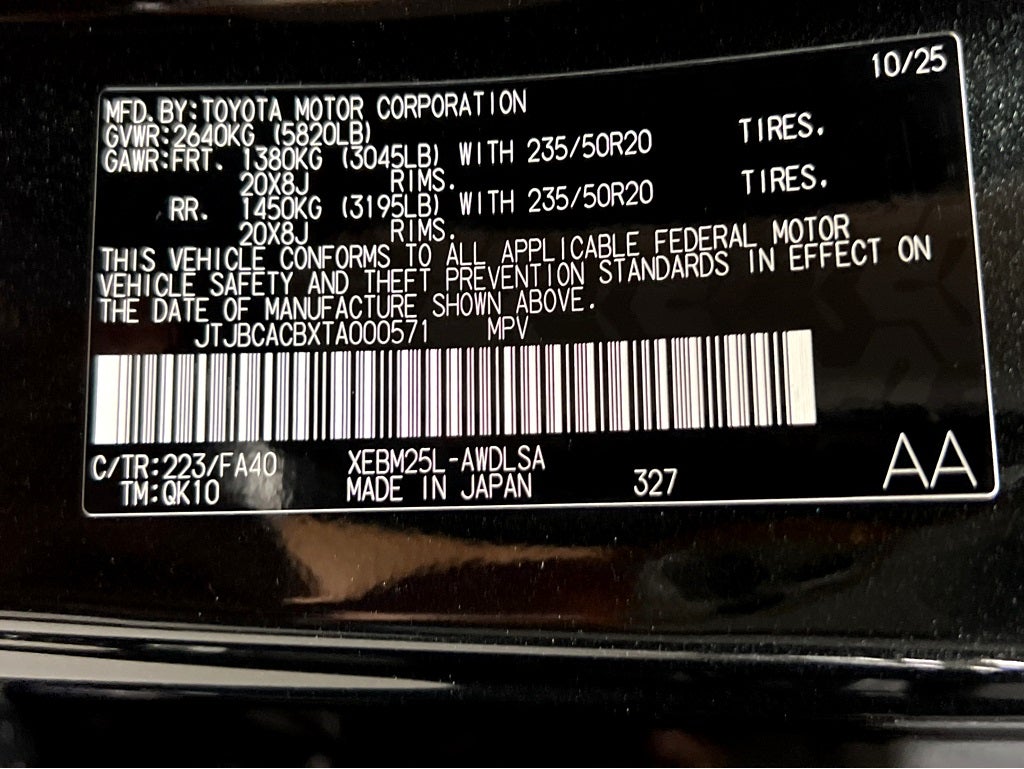 10/25
MFD.BY:TOYOTA MOTOR CORPORATION
GVWR:2640KG (5820LB)
GAWR:FRT. 1380KG (3045LB) WITH 235/50R20 TIRES.
20X8J RIMS.
RR. 1450KG (3195LB) WITH 235/50R20 TIRES.
20X8J RIMS.
THIS VEHICLE CONFORMS TO ALL APPLICABLE FEDERAL MOTOR
VEHICLE SAFETY AND THEFT PREVENTION STANDARDS IN EFFECT ON
THE DATE OF MANUFACTURE SHOWN ABOVE.
JTJBCACBXTA000571 MPV
C/TR:223/FA40 XEBM25L-AWDLSA
TM:QK10 MADE IN JAPAN 327 AA